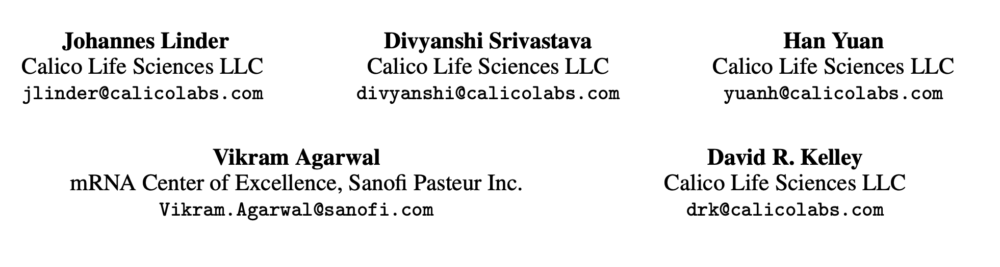 Johannes Linder
Calico Life Sciences LLC
jlinder@calicolabs.com
Divyanshi Srivastava
Calico Life Sciences LLC
divyanshi@calicolabs.com
Han Yuan
Calico Life Sciences LLC
yuanh@calicolabs.com
Vikram Agarwal
mRNA Center of Excellence, Sanofi Pasteur Inc.
Vikram.Agarwal@sanofi.com
David R. Kelley
Calico Life Sciences LLC
drk@calicolabs.com